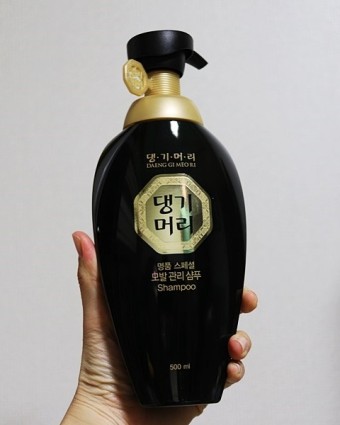 댕·기·머·리
DAENG GI MEO RI
댕기
머리
명품 스페셜
모발 관리 샴푸
Shampoo
500 ml